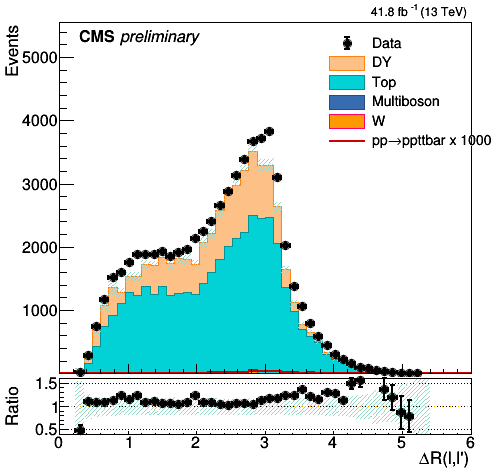 41.8 fb⁻¹ (13 TeV)
CMS preliminary
Events
5000
4000
3000
2000
1000
Data
DY
Top
Multiboson
W
pp→ppttbar x 1000
Ratio
1.5
1
0.5
0 1 2 3 4 5 6
ΔR(l,l')